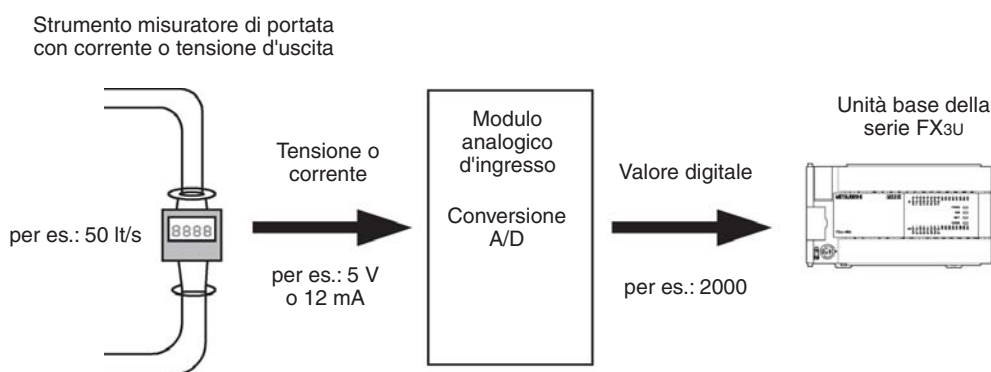 Strumento misuratore di portata
con corrente o tensione d'uscita
Unità base della
serie FX3U
Modulo
analogico
d'ingresso
Tensione o
corrente
Valore digitale
Conversione
A/D
per es.: 50 lt/s
8888
per es.: 5 V
o 12 mA
per es.: 2000
MITSUBISHI